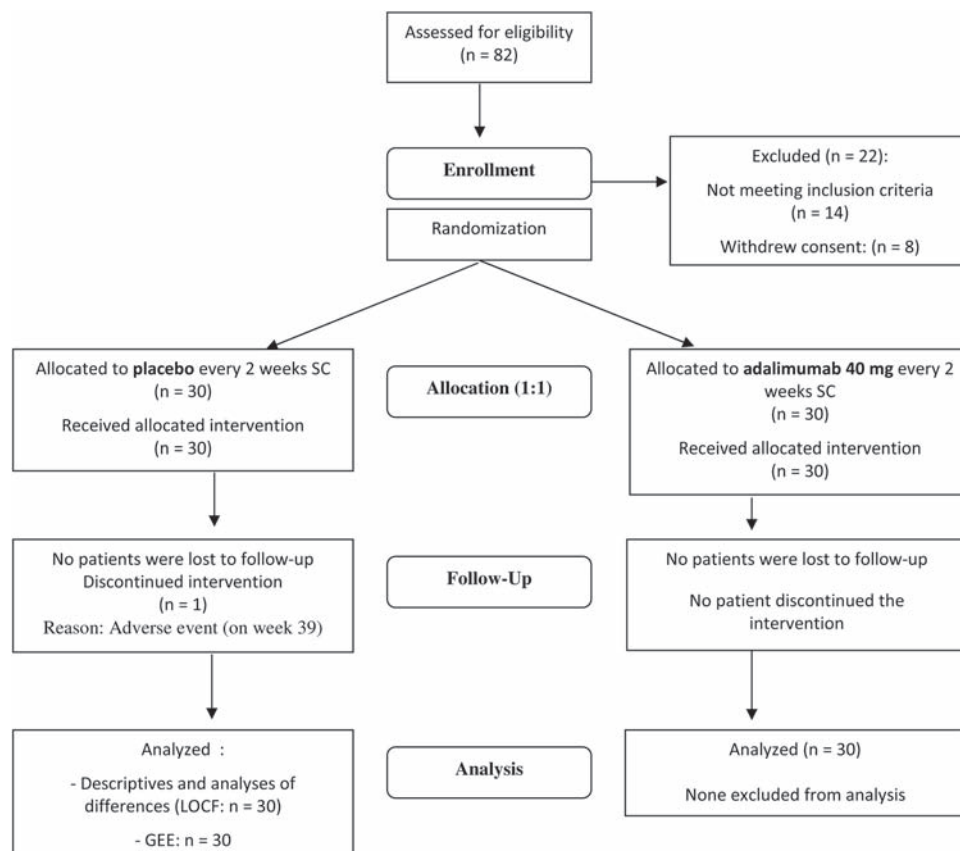 Assessed for eligibility
(n = 82)
Enrollment
Excluded (n = 22):
Not meeting inclusion criteria
(n = 14)
Withdrew consent: (n = 8)
Randomization
Allocated to placebo every 2 weeks SC
(n = 30)
Received allocated intervention
(n = 30)
Allocation (1:1)
Allocated to adalimumab 40 mg every 2
weeks SC
(n = 30)
Received allocated intervention
(n = 30)
No patients were lost to follow-up
Discontinued intervention
(n = 1)
Reason: Adverse event (on week 39)
Follow-Up
No patients were lost to follow-up
No patient discontinued the
intervention
Analyzed :
- Descriptives and analyses of
differences (LOCF: n = 30)
- GEE: n = 30
Analysis
Analyzed (n = 30)
None excluded from analysis